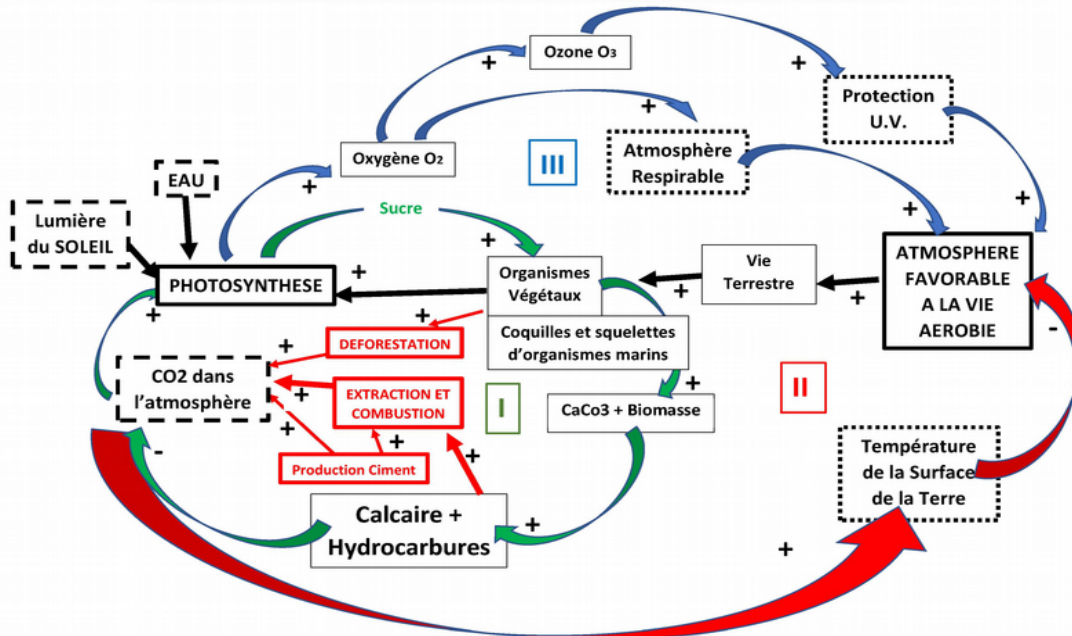 Ozone O3
+
+
Protection
U.V.
Oxygène O2
+
Atmosphère
Respirable
III
EAU
+
Sucre
+
+
Lumière
du SOLEIL
+
PHOTOSYNTHESE
+
Organismes
Végétaux
+
Vie
Terrestre
+
ATMOSPHERE
FAVORABLE
A LA VIE
AEROBIE
-
+
+
DEFORESTATION
+
Coquilles et squelettes
d'organismes marins
CO2 dans
l'atmosphère
+
EXTRACTION ET
COMBUSTION
I
+
II
CaCo3 + Biomasse
+
-
+
+
Production Ciment
Température
de la Surface
de la Terre
Calcaire +
Hydrocarbures
+
+